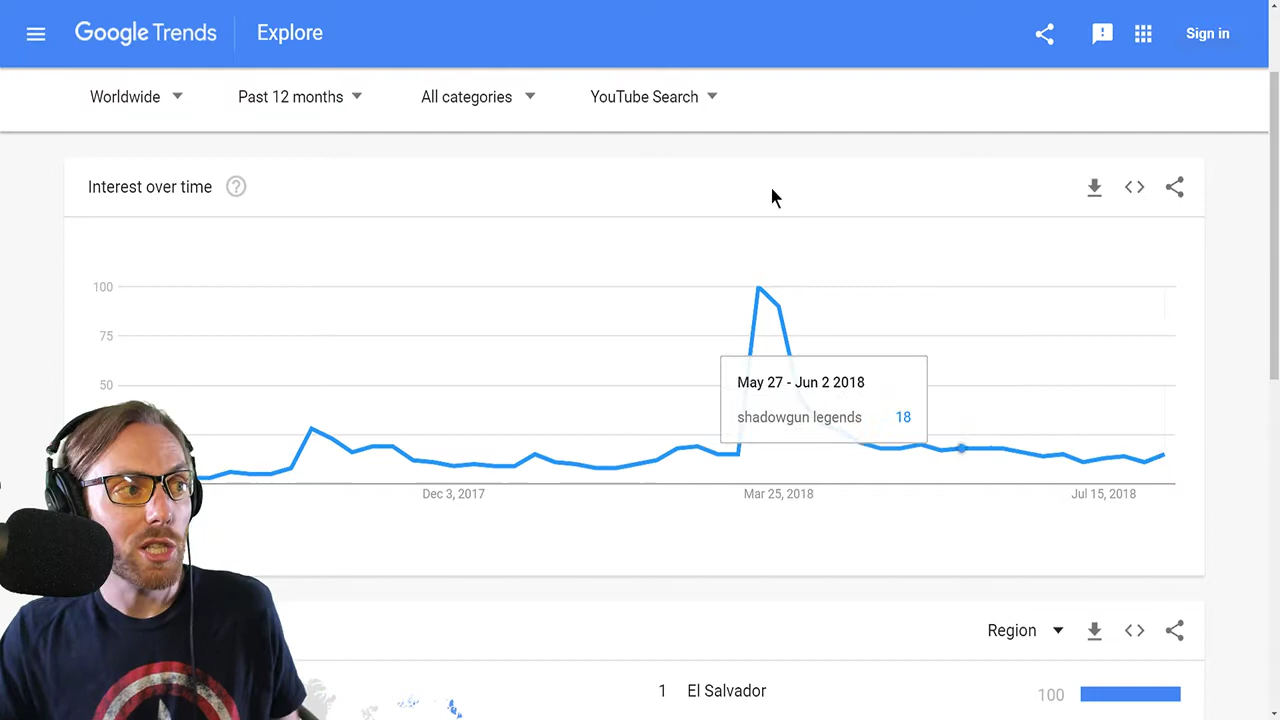 Google Trends
Explore
Sign in
Worldwide
Past 12 months
All categories
YouTube Search
Interest over time
100
75
50
May 27 - Jun 2 2018
shadowgun legends 18
Dec 3, 2017
Mar 25, 2018
Jul 15, 2018
Region
1 El Salvador 100